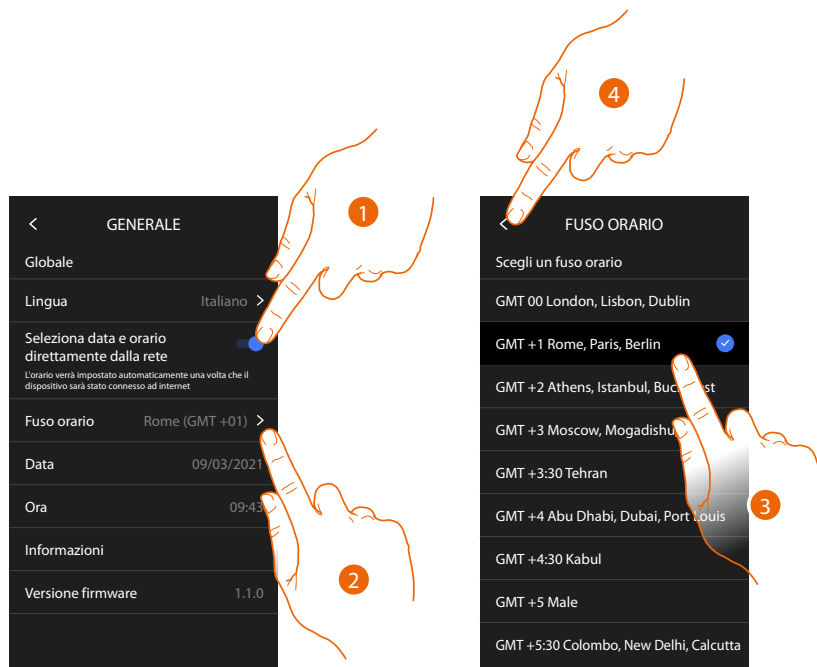 4
1
GENERALE
Globale
Lingua Italiano
Seleziona data e orario
direttamente dalla rete
L'orario verrà impostato automaticamente una volta che il
dispositivo sarà stato connesso ad internet
Fuso orario Rome (GMT +01)
Data 09/03/2021
Ora 09:43
Informazioni
Versione firmware 1.1.0
2
FUSO ORARIO
Scegli un fuso orario
GMT 00 London, Lisbon, Dublin
GMT +1 Rome, Paris, Berlin
GMT +2 Athens, Istanbul,
GMT +3 Moscow, Mogadishu
GMT +3:30 Tehran
GMT +4 Abu Dhabi, Dubai, Port Louis
GMT +4:30 Kabul
GMT +5 Male
GMT +5:30 Colombo, New Delhi, Calcutta
3